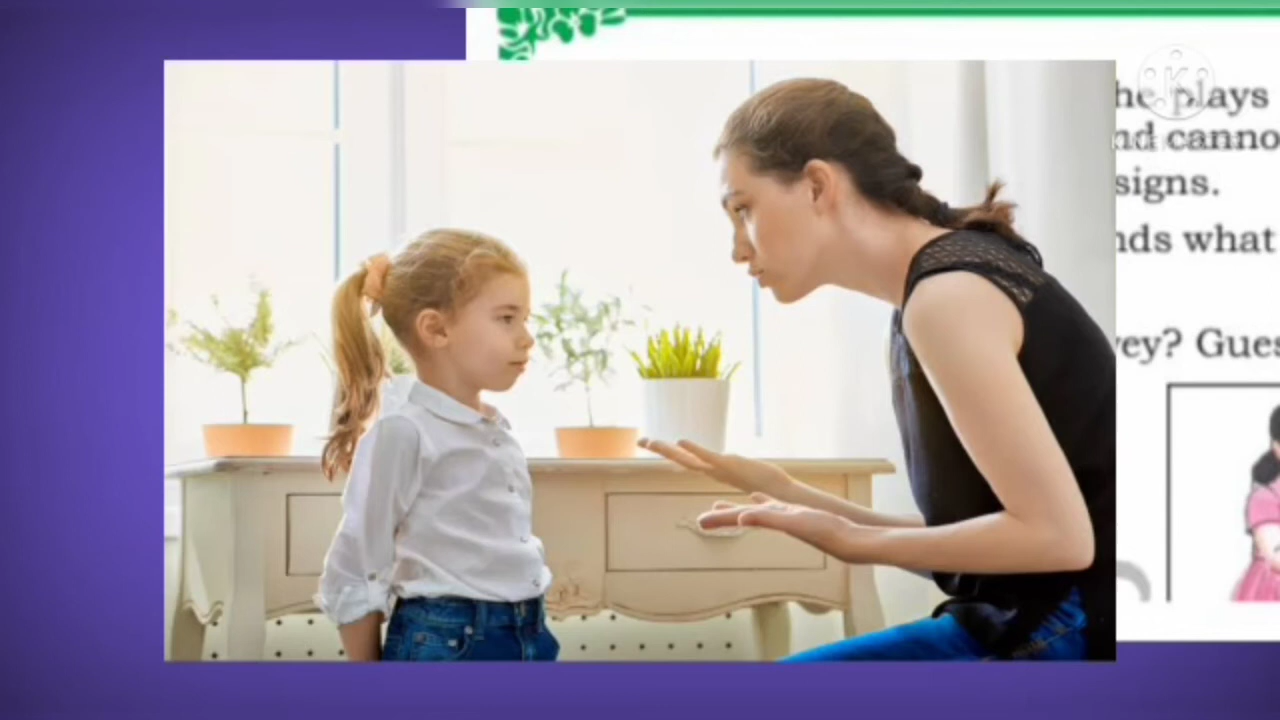 he plays
nd canno
signs.
nds what
vey? Gues